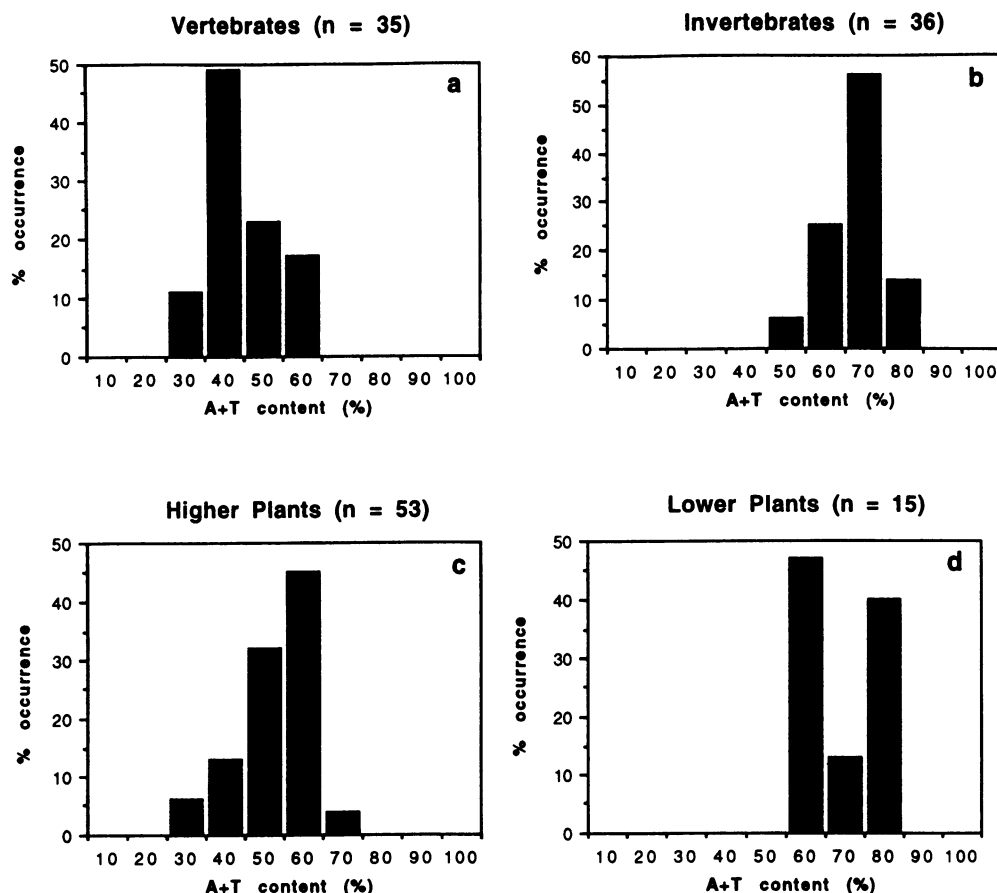 Vertebrates (n = 35)
a
50
40
30
20
10
0
% occurrence
10 20 30 40 50 60 70 80 90 100
A+T content (%)
Invertebrates (n = 36)
b
60
50
40
30
20
10
0
% occurrence
10 20 30 40 50 60 70 80 90 100
A+T content (%)
Higher Plants (n = 53)
c
50
40
30
20
10
0
% occurrence
10 20 30 40 50 60 70 80 90 100
A+T content (%)
Lower Plants (n = 15)
d
50
40
30
20
10
0
% occurrence
10 20 30 40 50 60 70 80 90 100
A+T content (%)